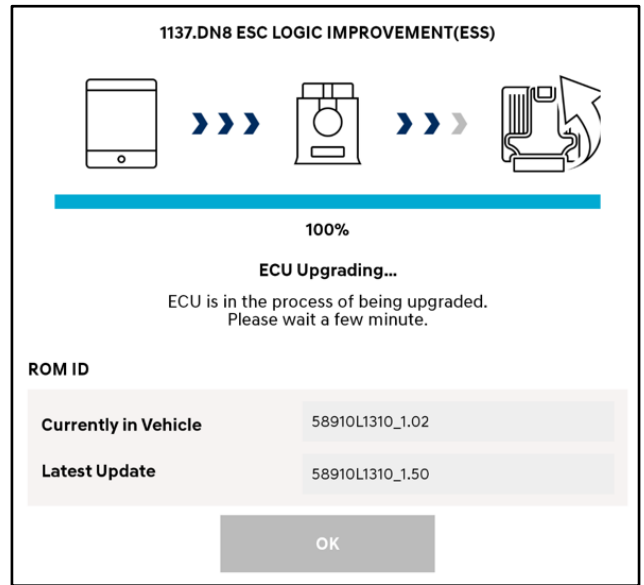 1137.DN8 ESC LOGIC IMPROVEMENT(ESS)
100%
ECU Upgrading...
ECU is in the process of being upgraded.
Please wait a few minute.
ROM ID
Currently in Vehicle 58910L1310_1.02
Latest Update 58910L1310_1.50
OK